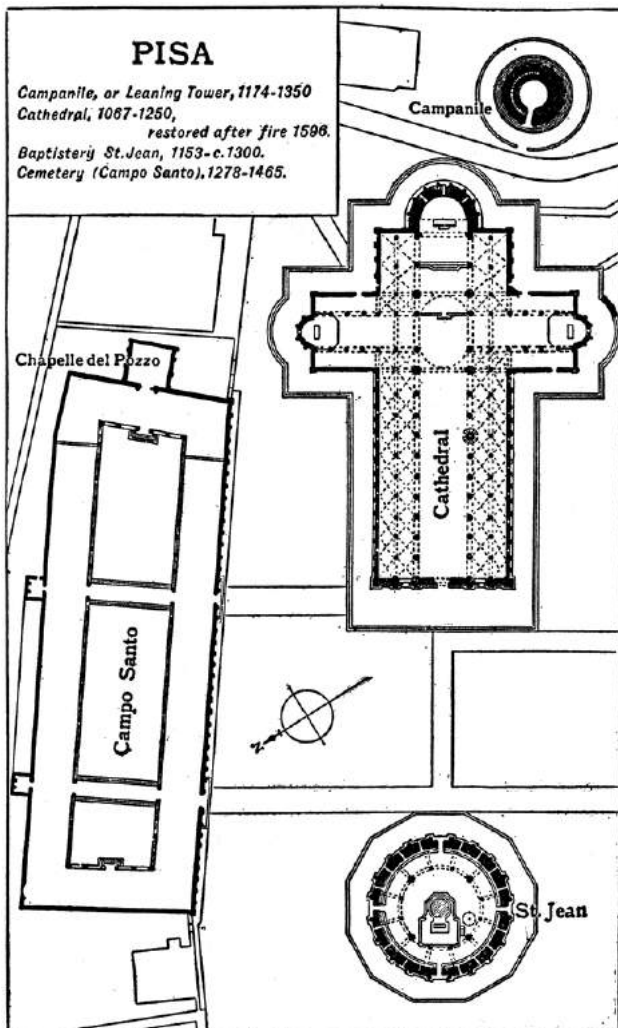 PISA
Campanile, or Leaning Tower, 1174-1350
Cathedral, 1067-1250,
restored after fire 1596.
Baptistery St. Jean, 1153-c.1300.
Cemetery (Campo Santo), 1278-1465.
Campanile
Chapelle del Pozzo
Cathedral
Campo Santo
N
St. Jean